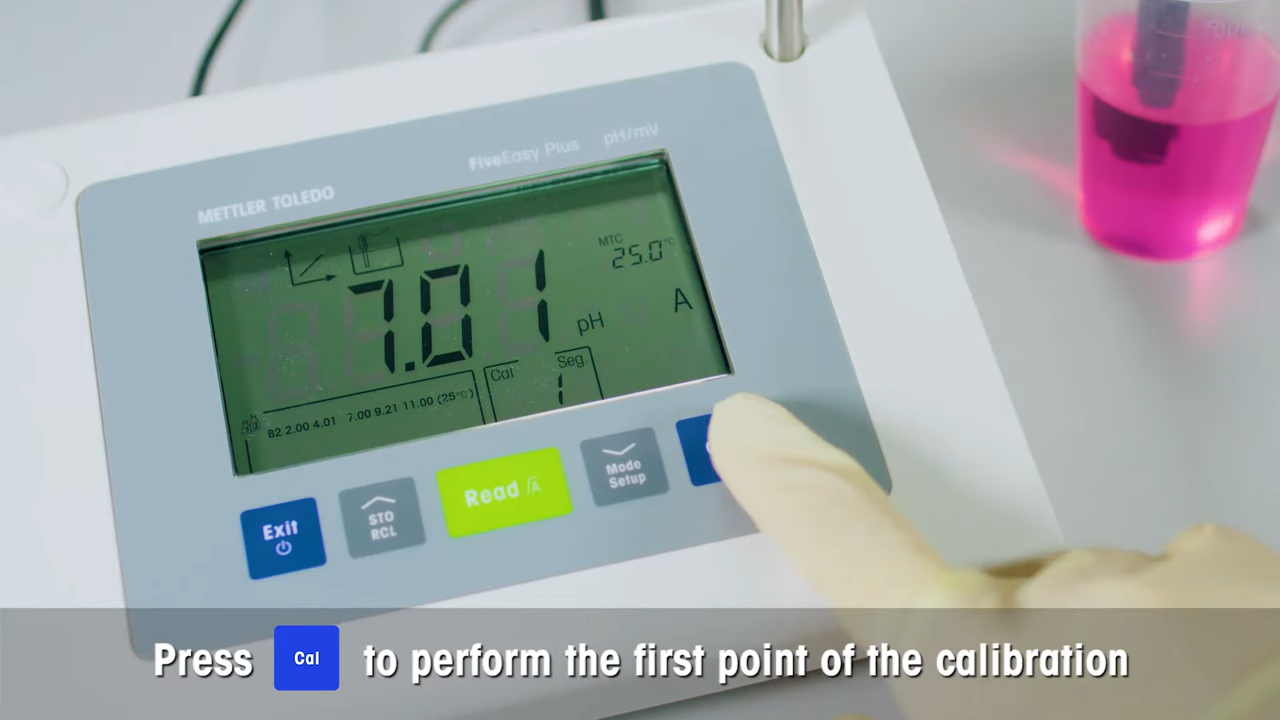 FiveEasy Plus pH/mV
METTLER TOLEDO
MTC
25.0°C
7.01 pH
A
Cal Seg.
1
B2 2.00 4.01 7.00 9.21 11.00 (25°C)
Exit
STO
RCL
Read /A
Mode
Setup
Press Cal to perform the first point of the calibration